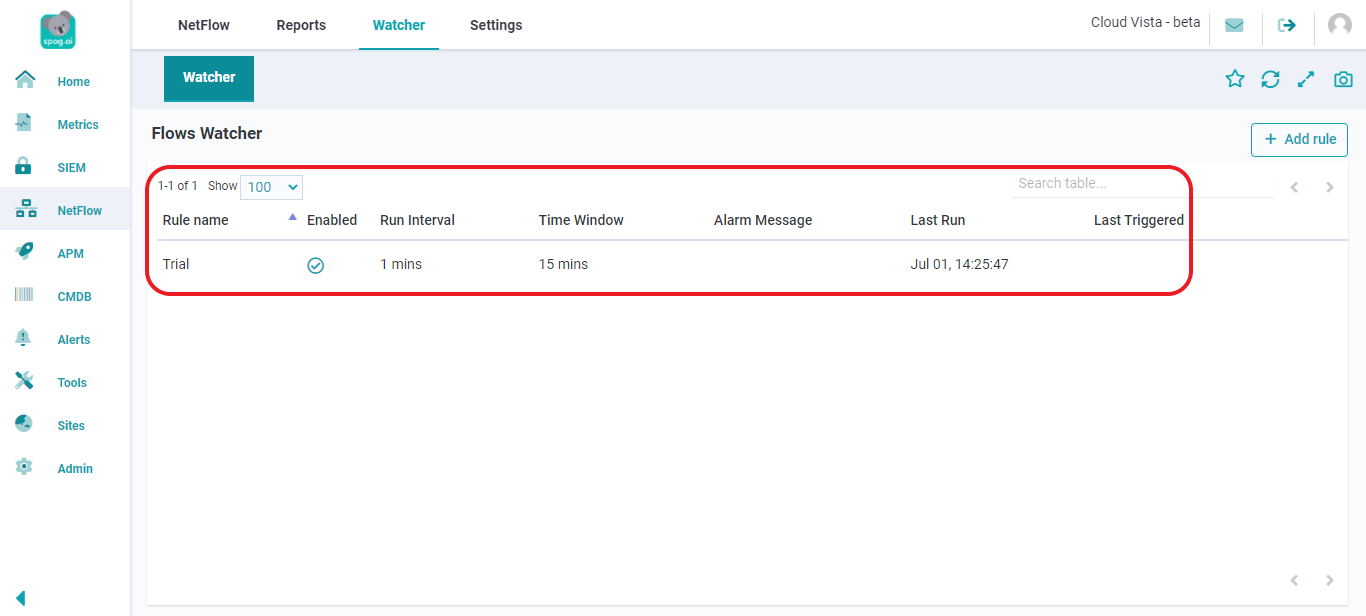 spog.ai
NetFlow Reports Watcher Settings
Cloud Vista - beta
Home
Metrics
SIEM
NetFlow
APM
CMDB
Alerts
Tools
Sites
Admin
Watcher
Flows Watcher
+ Add rule
1-1 of 1 Show 100
Search table...
Rule name Enabled Run Interval Time Window Alarm Message Last Run Last Triggered
Trial 1 mins 15 mins Jul 01, 14:25:47